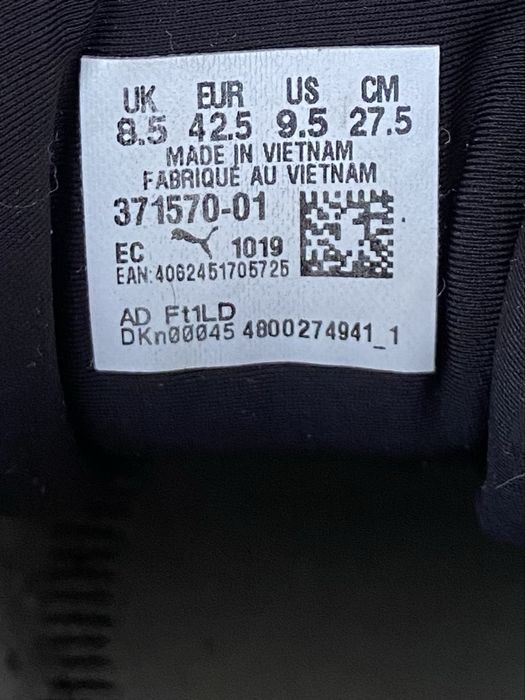 UK EUR US CM
8.5 42.5 9.5 27.5
MADE IN VIETNAM
FABRIQUÉ AU VIETNAM
371570-01
EC 1019
EAN:4062451705725
AD Ft1LD
DKn00045 4800274941_1